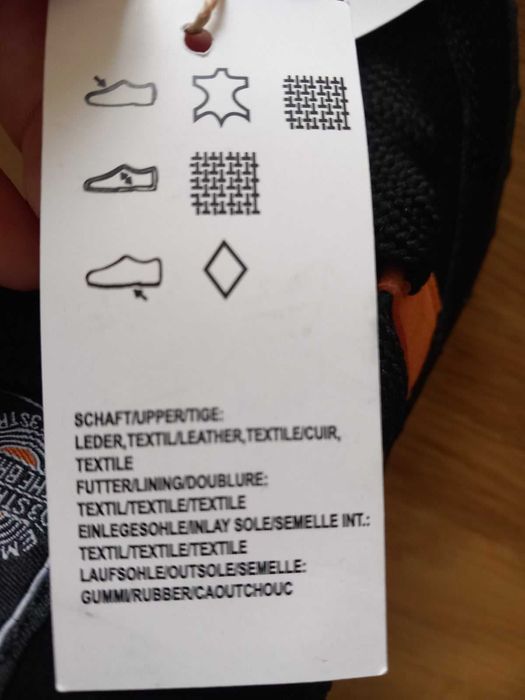 SCHAFT/UPPER/TIGE:
LEDER,TEXTIL/LEATHER,TEXTILE/CUIR,
TEXTILE
FUTTER/LINING/DOUBLURE:
TEXTIL/TEXTILE/TEXTILE
EINLEGESOHLE/INLAY SOLE/SEMELLE INT.:
TEXTIL/TEXTILE/TEXTILE
LAUFSOHLE/OUTSOLE/SEMELLE:
GUMMI/RUBBER/CAOUTCHOUC